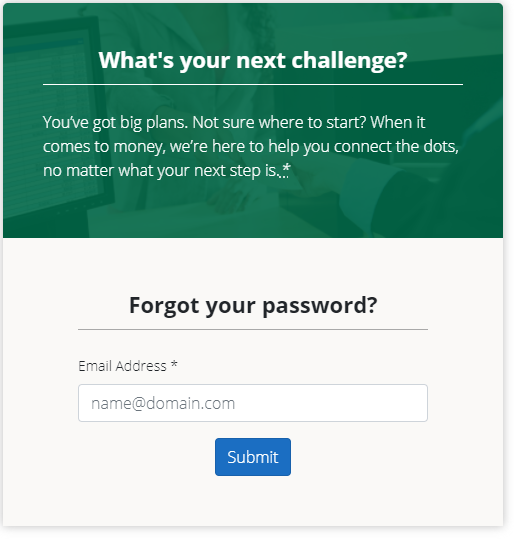 What's your next challenge?
You’ve got big plans. Not sure where to start? When it
comes to money, we’re here to help you connect the dots,
no matter what your next step is.*
Forgot your password?
Email Address *
name@domain.com
Submit